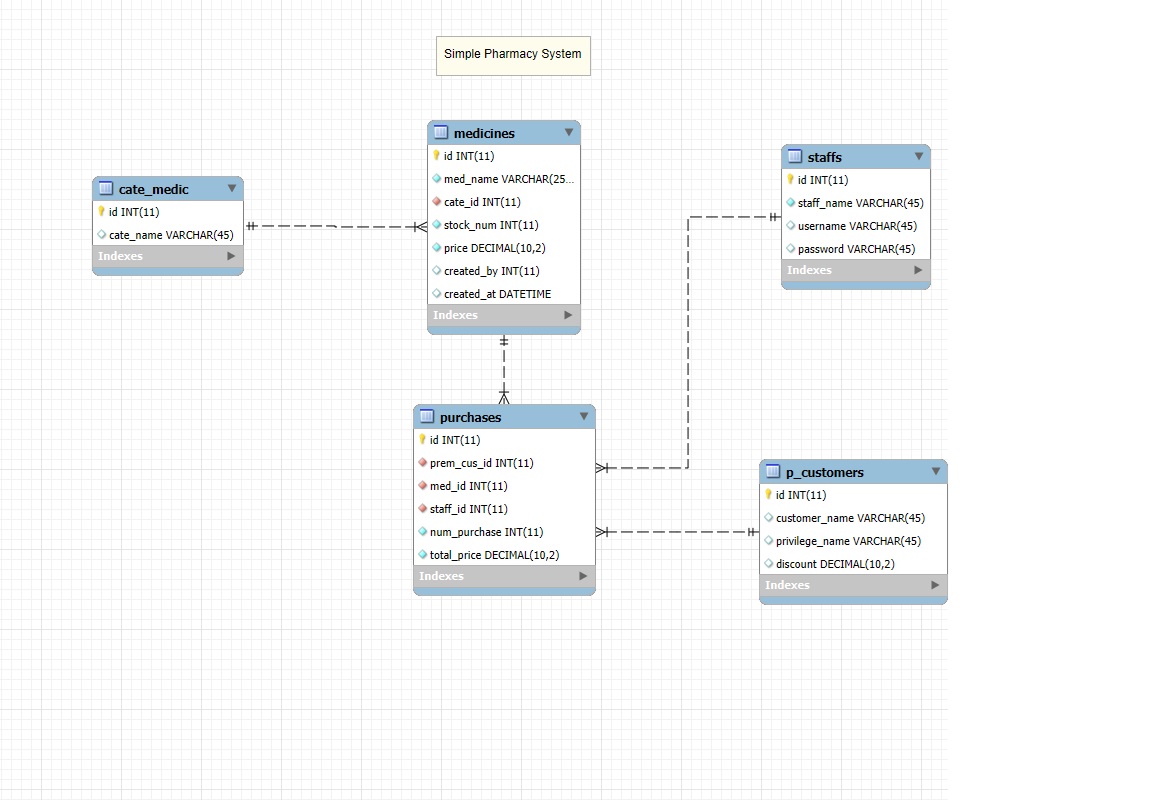 Simple Pharmacy System
medicines
id INT(11)
med_name VARCHAR(25...
cate_id INT(11)
stock_num INT(11)
price DECIMAL(10,2)
created_by INT(11)
created_at DATETIME
Indexes
staffs
id INT(11)
staff_name VARCHAR(45)
username VARCHAR(45)
password VARCHAR(45)
Indexes
cate_medic
id INT(11)
cate_name VARCHAR(45)
Indexes
purchases
id INT(11)
prem_cus_id INT(11)
med_id INT(11)
staff_id INT(11)
num_purchase INT(11)
total_price DECIMAL(10,2)
Indexes
p_customers
id INT(11)
customer_name VARCHAR(45)
privilege_name VARCHAR(45)
discount DECIMAL(10,2)
Indexes